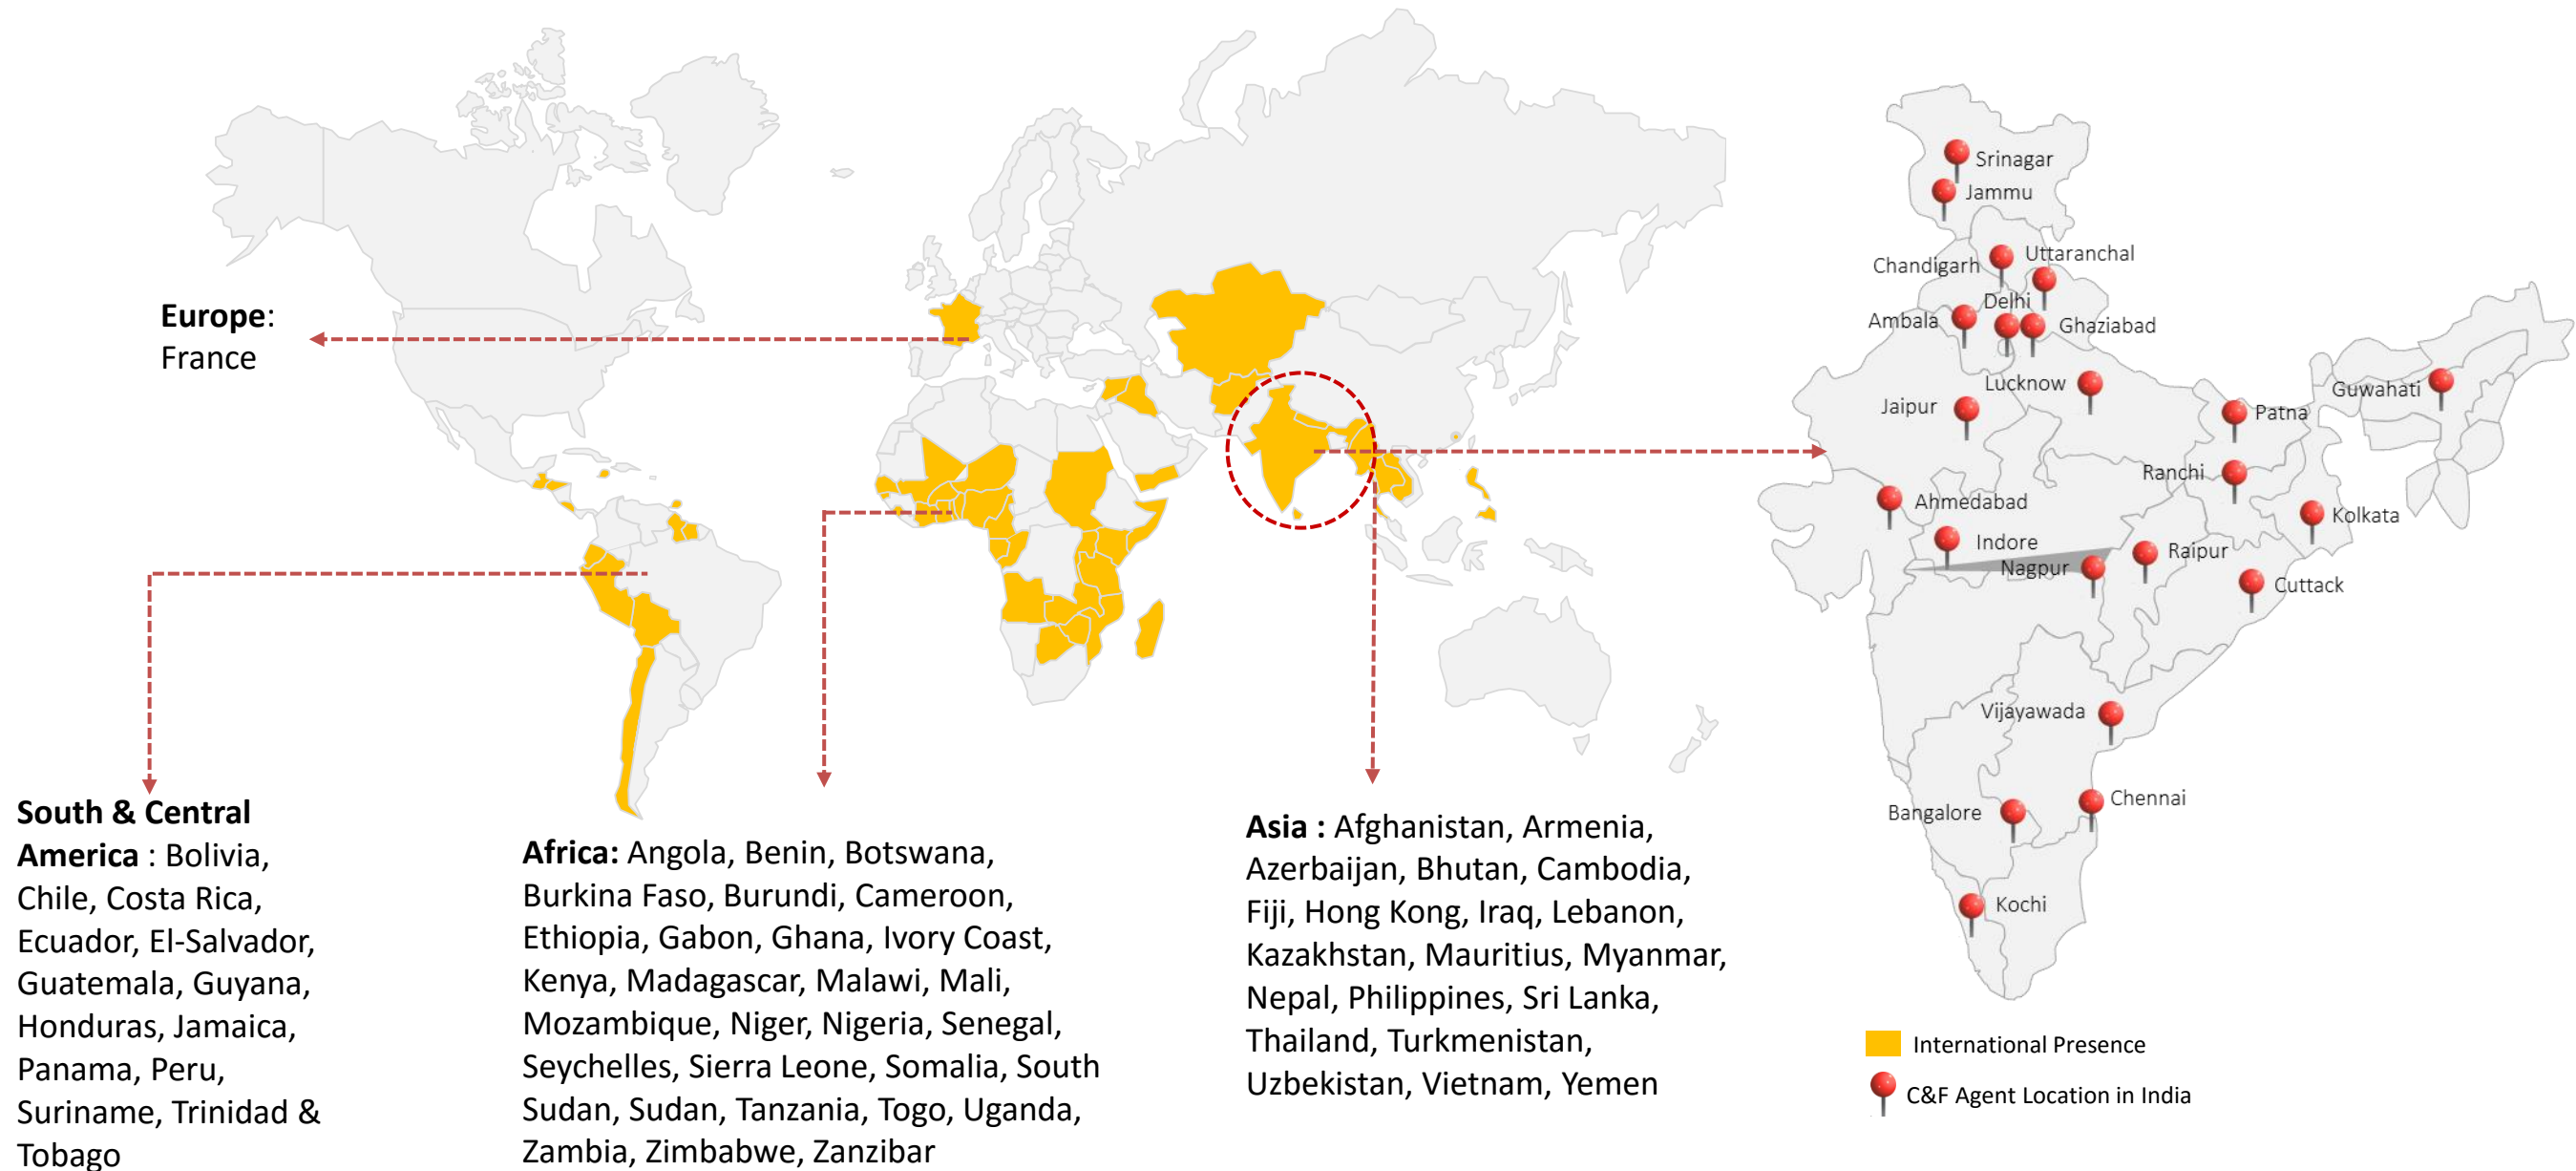 Europe:
France
South & Central
America : Bolivia,
Chile, Costa Rica,
Ecuador, El-Salvador,
Guatemala, Guyana,
Honduras, Jamaica,
Panama, Peru,
Suriname, Trinidad &
Tobago
Africa: Angola, Benin, Botswana,
Burkina Faso, Burundi, Cameroon,
Ethiopia, Gabon, Ghana, Ivory Coast,
Kenya, Madagascar, Malawi, Mali,
Mozambique, Niger, Nigeria, Senegal,
Seychelles, Sierra Leone, Somalia, South
Sudan, Sudan, Tanzania, Togo, Uganda,
Zambia, Zimbabwe, Zanzibar
Asia : Afghanistan, Armenia,
Azerbaijan, Bhutan, Cambodia,
Fiji, Hong Kong, Iraq, Lebanon,
Kazakhstan, Mauritius, Myanmar,
Nepal, Philippines, Sri Lanka,
Thailand, Turkmenistan,
Uzbekistan, Vietnam, Yemen
Srinagar
Jammu
Uttaranchal
Chandigarh
Delhi
Ambala
Ghaziabad
Lucknow
Guwahati
Jaipur
Patna
Ranchi
Ahmedabad
Kolkata
Indore
Raipur
Nagpur
Cuttack
Vijayawada
Chennai
Bangalore
Kochi
International Presence
C&F Agent Location in India